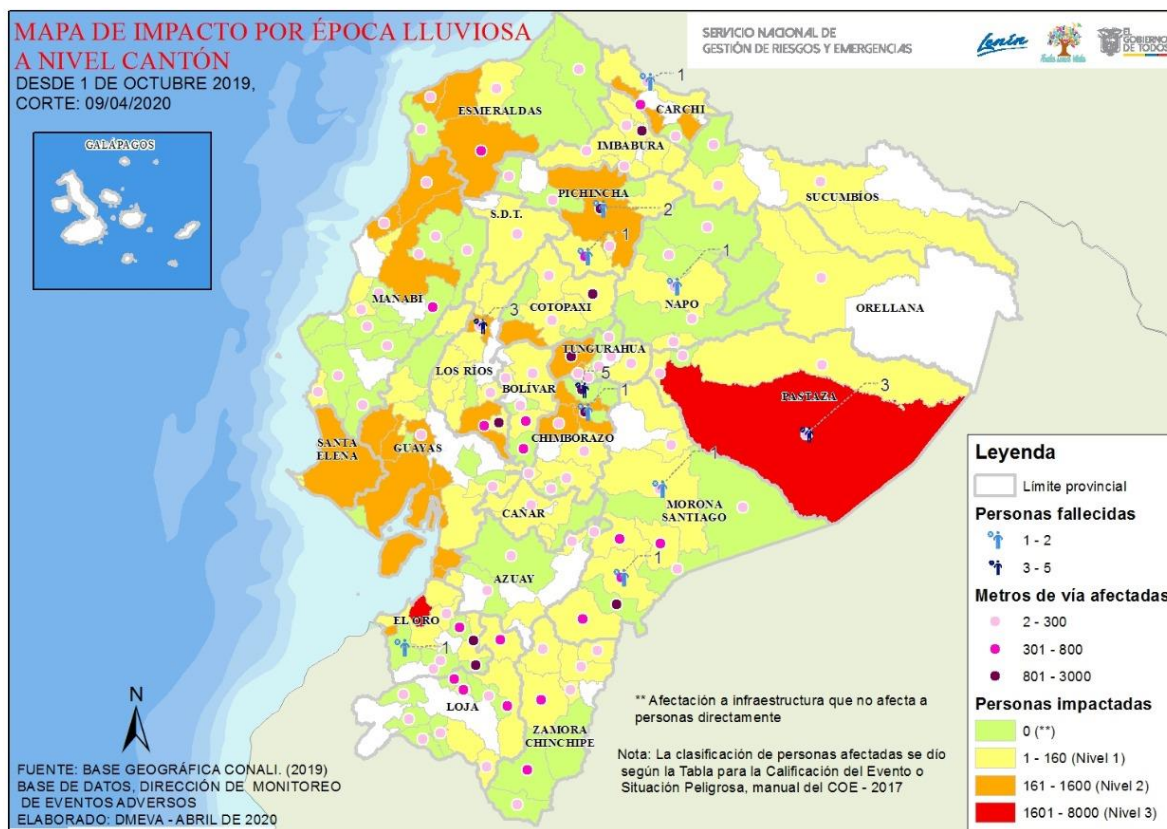 MAPA DE IMPACTO POR ÉPOCA LLUVIOSA
A NIVEL CANTÓN
DESDE 1 DE OCTUBRE 2019,
CORTE: 09/04/2020
SERVICIO NACIONAL DE
GESTIÓN DE RIESGOS Y EMERGENCIAS
Lenín
EL
GOBIERNO
DE TODOS
GALÁPAGOS
1
CARCHI
ESMERALDAS
IMBABURA
SUCUMBÍOS
PICHINCHA
2
S.D.T.
1
1
MANABÍ
COTOPAXI
NAPO
ORELLANA
3
TUNGURAHUA
LOS RÍOS
5
BOLÍVAR
1
PASTAZA
3
SANTA
ELENA
GUAYAS
CHIMBORAZO
1
CAÑAR
MORONA
SANTIAGO
AZUAY
1
EL ORO
1
LOJA
ZAMORA
CHINCHIPE
** Afectación a infraestructura que no afecta a
personas directamente
Nota: La clasificación de personas afectadas se dío
según la Tabla para la Calificación del Evento o
Situación Peligrosa, manual del COE - 2017
N
FUENTE: BASE GEOGRÁFICA CONALI. (2019)
BASE DE DATOS, DIRECCIÓN DE MONITOREO
DE EVENTOS ADVERSOS
ELABORADO: DMEVA - ABRIL DE 2020
Leyenda
Límite provincial
Personas fallecidas
1 - 2
3 - 5
Metros de vía afectadas
2 - 300
301 - 800
801 - 3000
Personas impactadas
0 (**)
1 - 160 (Nivel 1)
161 - 1600 (Nivel 2)
1601 - 8000 (Nivel 3)